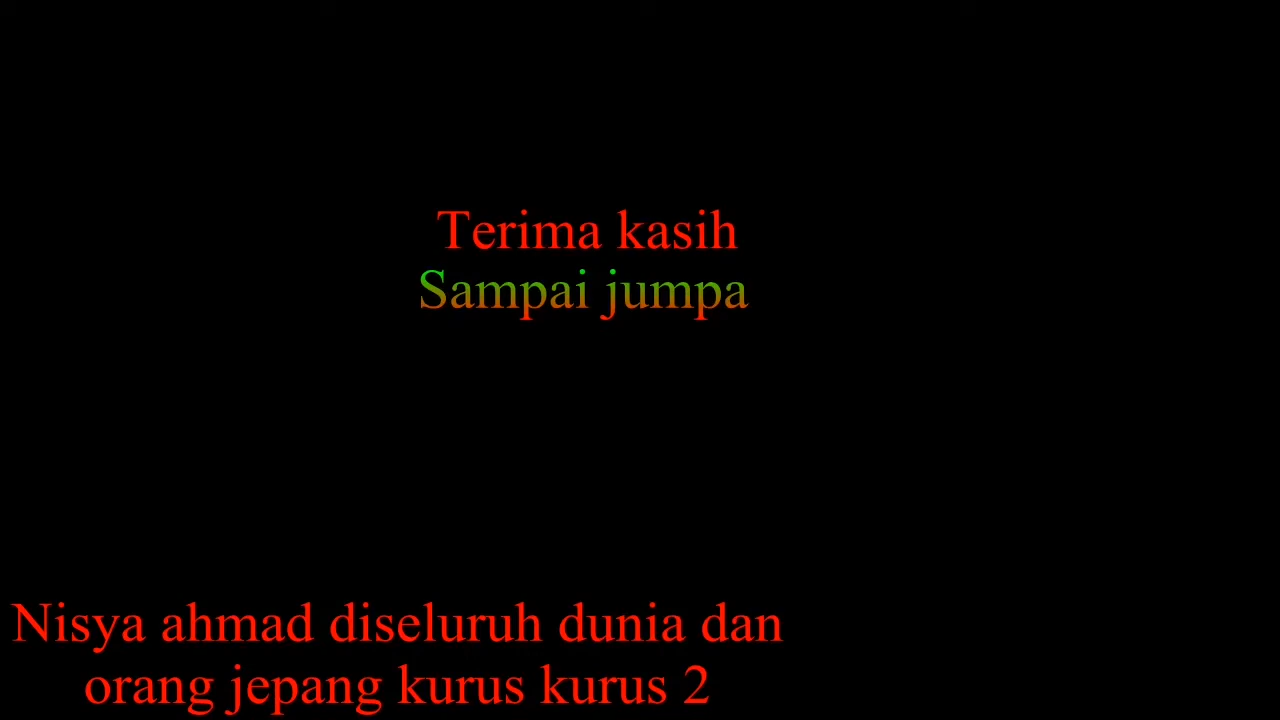 Terima kasih
Sampai jumpa
Nisya ahmad diseluruh dunia dan
orang jepang kurus kurus 2